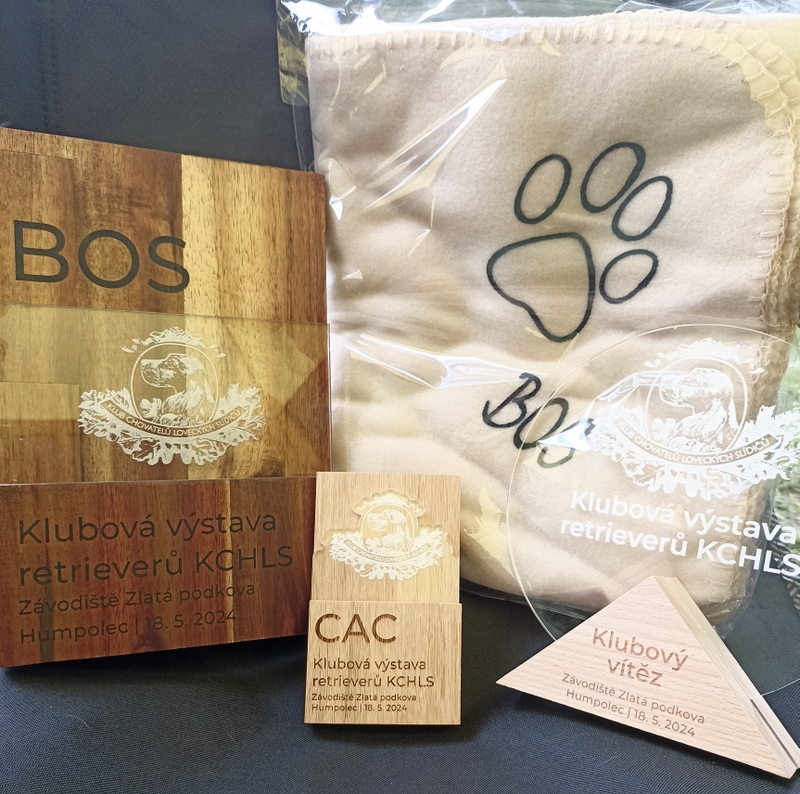 BOS
KLUB CHOVATELŮ LOVECKÝCH SLÍDIČŮ
Klubová výstava
retrieverů KCHLS
Závodiště Zlatá podkova
Humpolec | 18. 5. 2024
BOS
KLUB CHOVATELŮ LOVECKÝCH SLÍDIČŮ
Klubová výstava
retrieverů KCHLS
CAC
Klubová výstava
retrieverů KCHLS
Závodiště Zlatá podkova
Humpolec | 18. 5. 2024
Klubový
vítěz
Závodiště Zlatá podkova
Humpolec | 18. 5. 2024